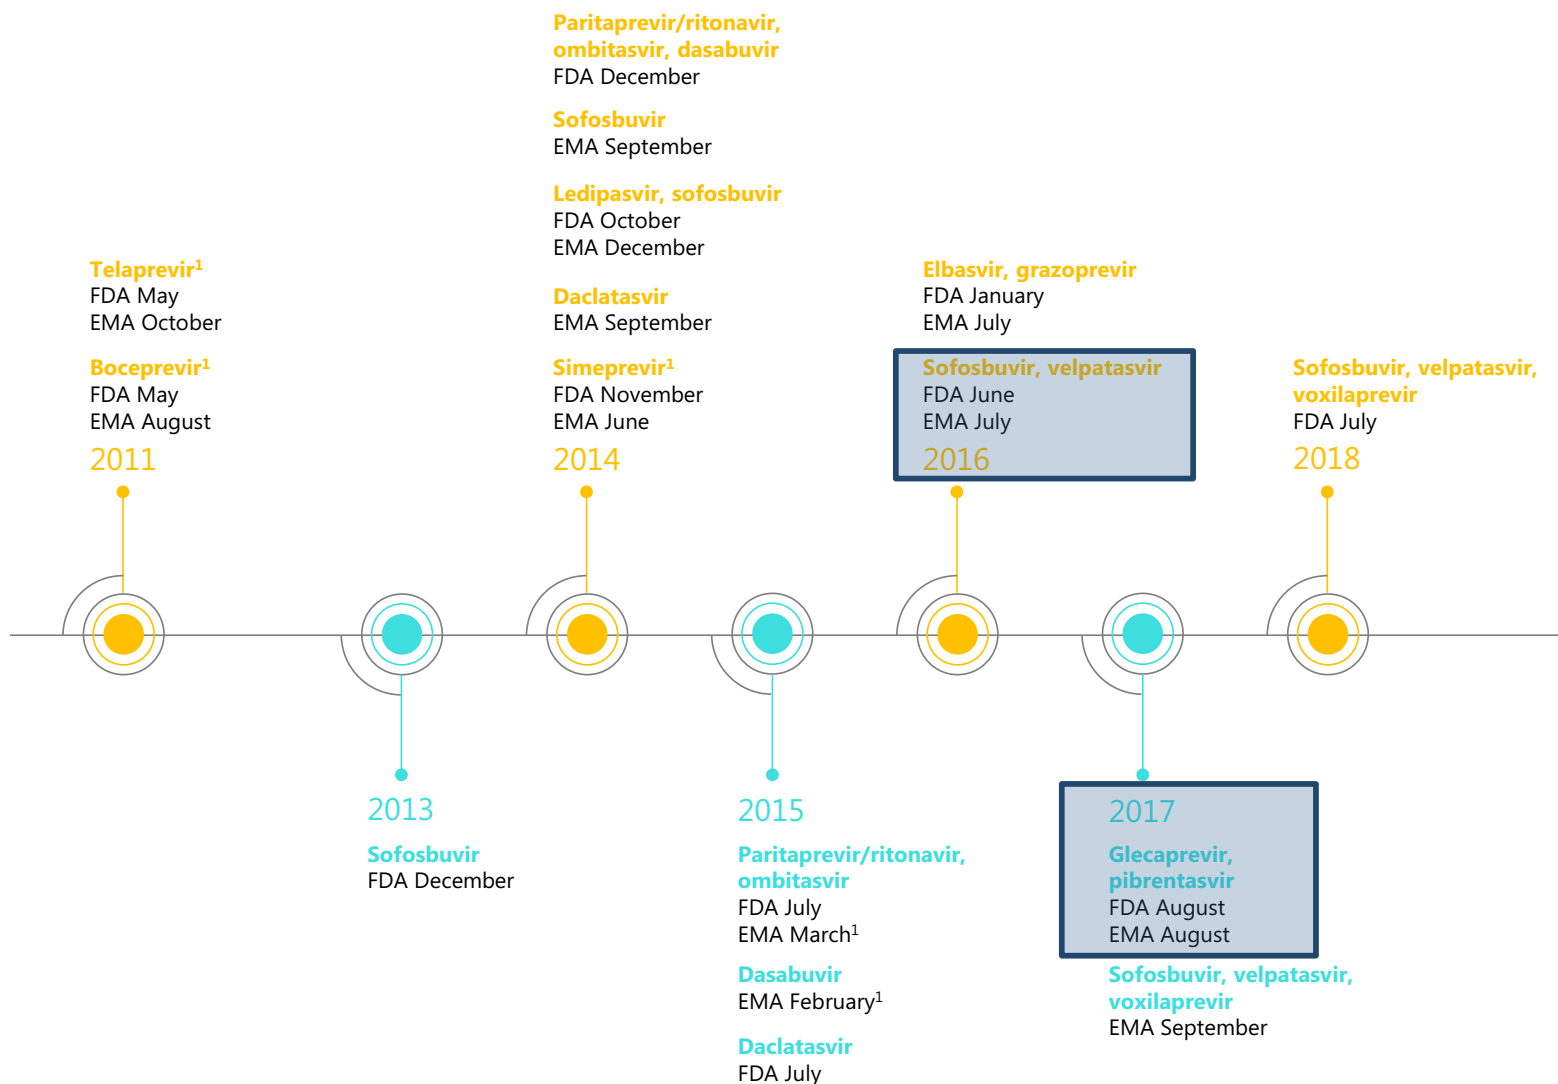 Telaprevir¹
FDA May
EMA October
Boceprevir¹
FDA May
EMA August
2011
2013
Sofosbuvir
FDA December
Paritaprevir/ritonavir,
ombitasvir, dasabuvir
FDA December
Sofosbuvir
EMA September
Ledipasvir, sofosbuvir
FDA October
EMA December
Daclatasvir
EMA September
Simeprevir¹
FDA November
EMA June
2014
2015
Paritaprevir/ritonavir,
ombitasvir
FDA July
EMA March¹
Dasabuvir
EMA February¹
Daclatasvir
FDA July
Elbasvir, grazoprevir
FDA January
EMA July
Sofosbuvir, velpatasvir
FDA June
EMA July
2016
2017
Glecaprevir,
pibrentasvir
FDA August
EMA August
Sofosbuvir, velpatasvir,
voxilaprevir
EMA September
Sofosbuvir, velpatasvir,
voxilaprevir
FDA July
2018